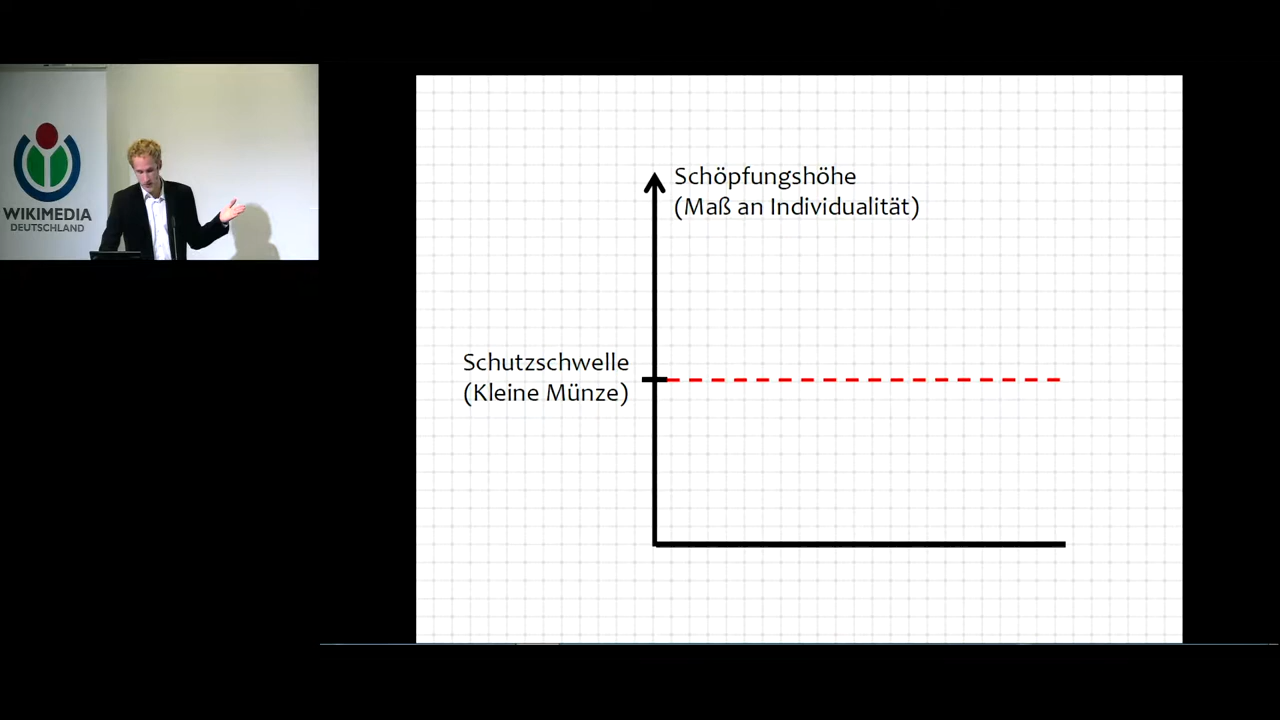 WIKIMEDIA
DEUTSCHLAND
Schöpfungshöhe
(Maß an Individualität)
Schutzschwelle
(Kleine Münze)